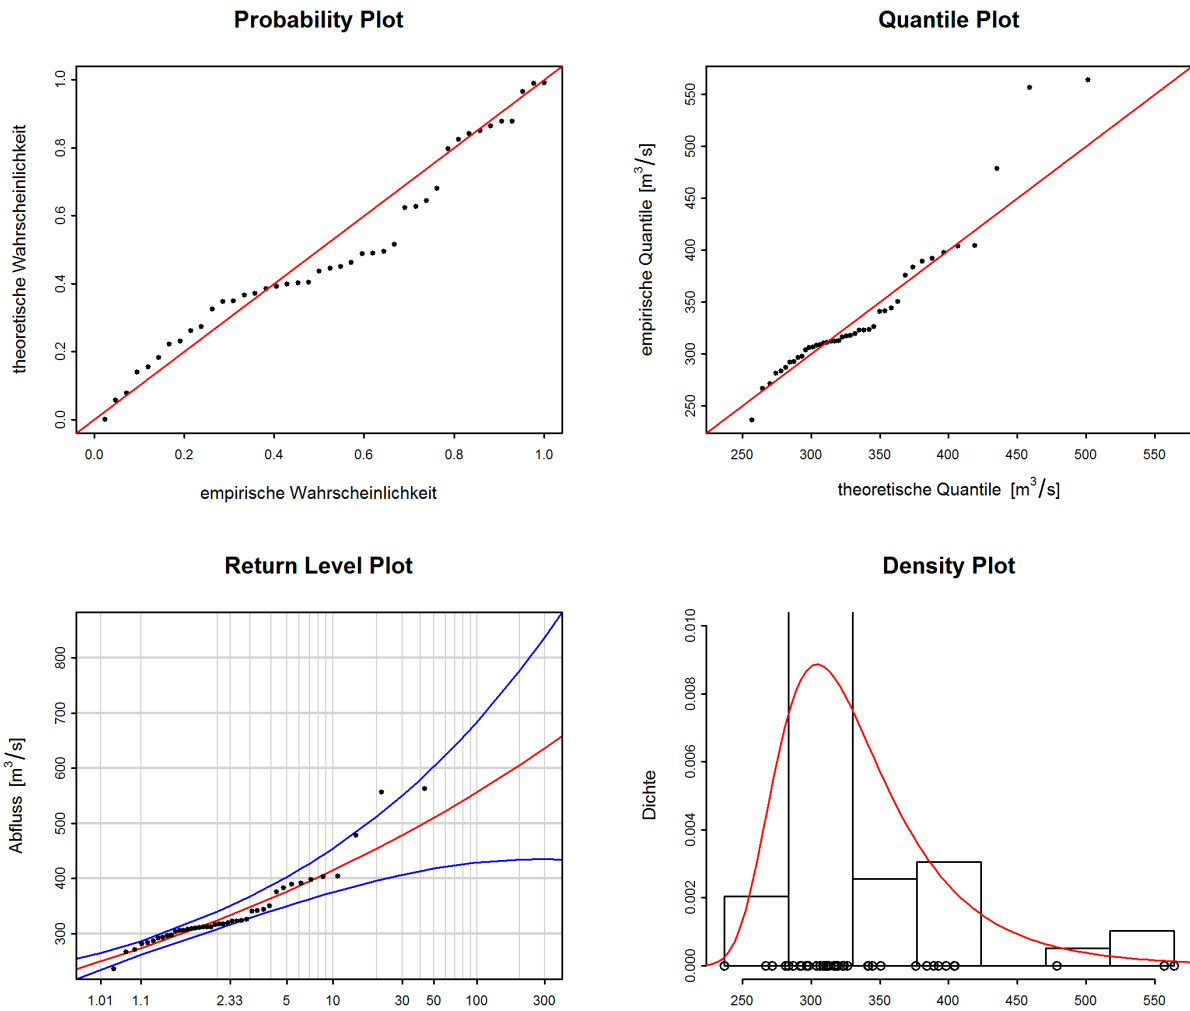 Probability Plot
theoretische Wahrscheinlichkeit
0.0 0.2 0.4 0.6 0.8 1.0
0.0 0.2 0.4 0.6 0.8 1.0
empirische Wahrscheinlichkeit
Quantile Plot
empirische Quantile [m³/s]
250 300 350 400 450 500 550
250 300 350 400 450 500 550
theoretische Quantile [m³/s]
Return Level Plot
Abfluss [m³/s]
300 400 500 600 700 800
1.01 1.1 2.33 5 10 30 50 100 300
Density Plot
Dichte
0.000 0.002 0.004 0.006 0.008 0.010
250 300 350 400 450 500 550